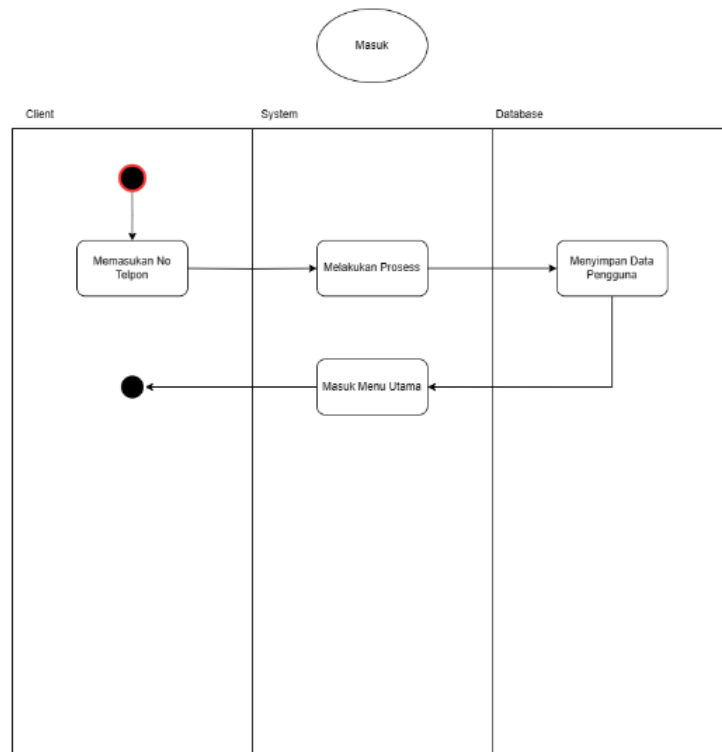 Masuk
Client
System
Database
Memasukan No
Telpon
Melakukan Prosess
Menyimpan Data
Pengguna
Masuk Menu Utama